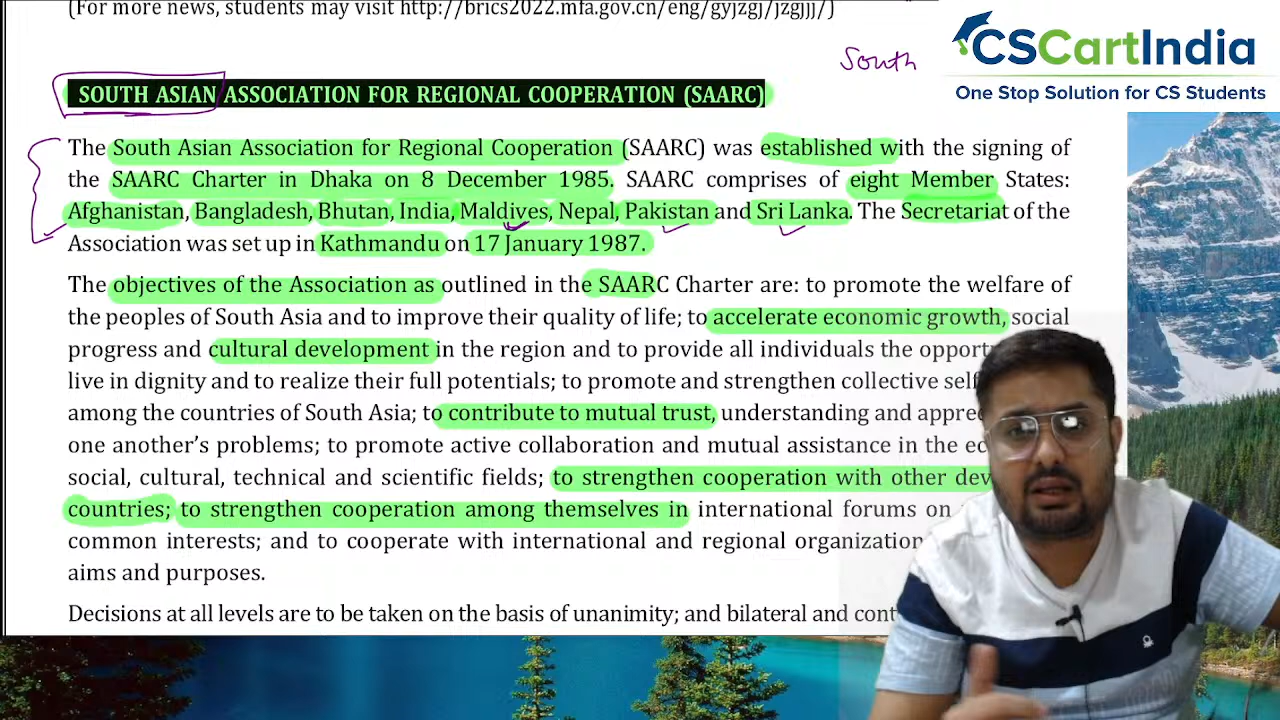 (For more news, students may visit http://brics2022.mfa.gov.cn/eng/gyjzgj/jzgjjj/)
South
CSCartIndia
One Stop Solution for CS Students
SOUTH ASIAN ASSOCIATION FOR REGIONAL COOPERATION (SAARC)
The South Asian Association for Regional Cooperation (SAARC) was established with the signing of
the SAARC Charter in Dhaka on 8 December 1985. SAARC comprises of eight Member States:
Afghanistan, Bangladesh, Bhutan, India, Maldives, Nepal, Pakistan and Sri Lanka. The Secretariat of the
Association was set up in Kathmandu on 17 January 1987.
The objectives of the Association as outlined in the SAARC Charter are: to promote the welfare of
the peoples of South Asia and to improve their quality of life; to accelerate economic growth, social
progress and cultural development in the region and to provide all individuals the
live in dignity and to realize their full potentials; to promote and strengthen collective
among the countries of South Asia; to contribute to mutual trust, understanding and
one another's problems; to promote active collaboration and mutual assistance in the
social, cultural, technical and scientific fields; to strengthen cooperation with other
countries; to strengthen cooperation among themselves in international forums on
common interests; and to cooperate with international and regional
aims and purposes.
Decisions at all levels are to be taken on the basis of unanimity; and bilateral and